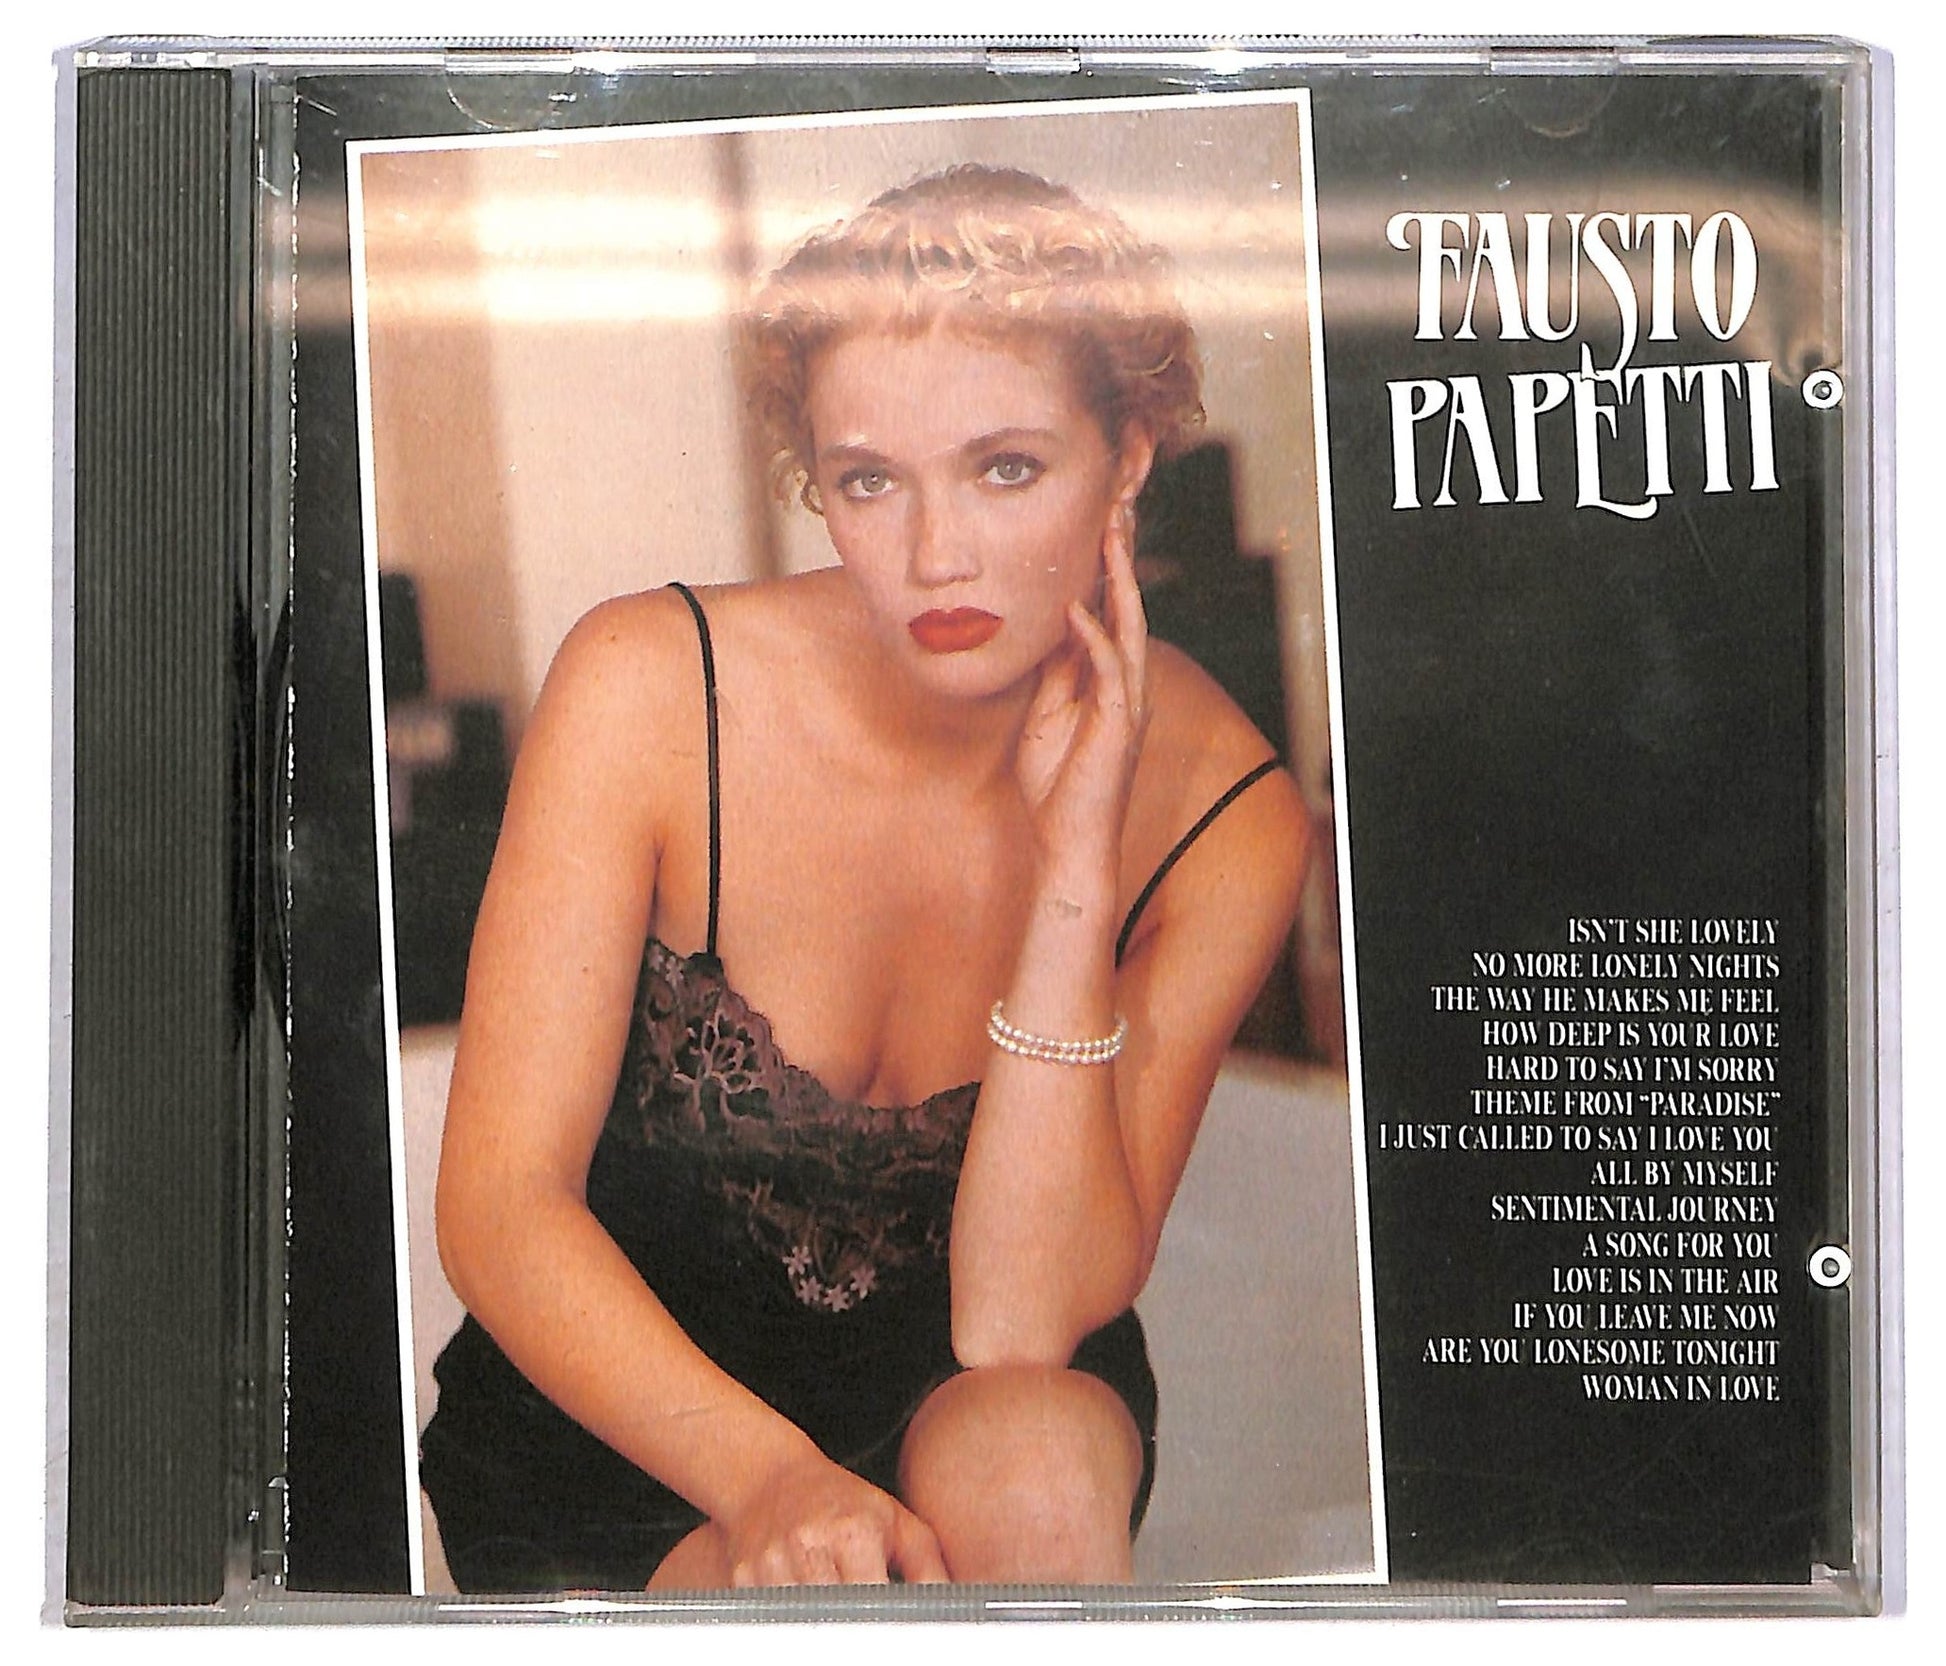 FAUSTO
PAPETTI
ISN'T SHE LOVELY
NO MORE LONELY NIGHTS
THE WAY HE MAKES ME FEEL
HOW DEEP IS YOUR LOVE
HARD TO SAY I'M SORRY
THEME FROM "PARADISE"
I JUST CALLED TO SAY I LOVE YOU
ALL BY MYSELF
SENTIMENTAL JOURNEY
A SONG FOR YOU
LOVE IS IN THE AIR
IF YOU LEAVE ME NOW
ARE YOU LONESOME TONIGHT
WOMAN IN LOVE